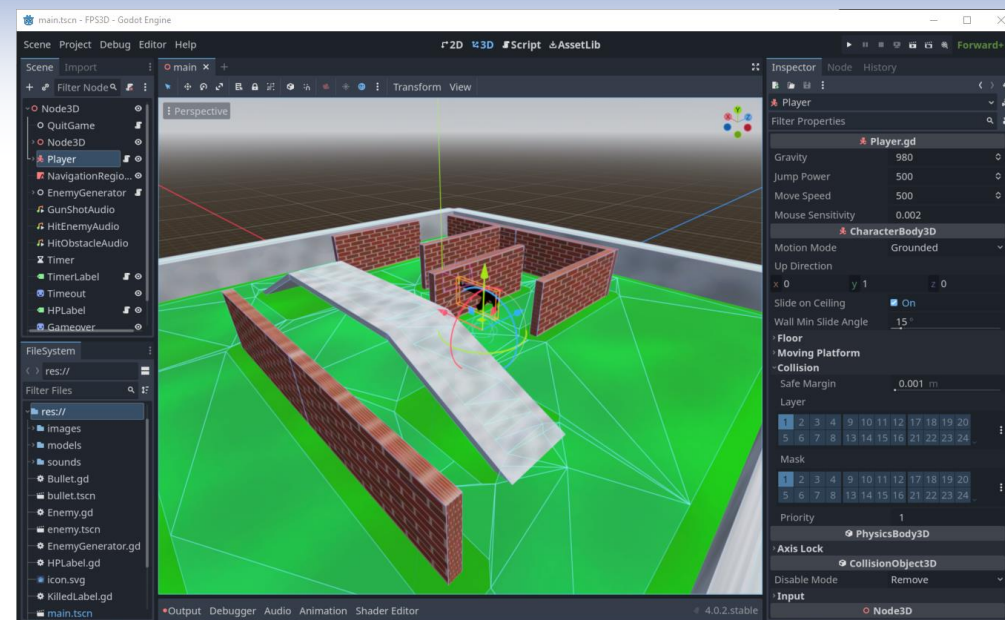 main.tscn - FPS3D - Godot Engine
Scene Project Debug Editor Help
2D 3D Script AssetLib
Forward+
Scene Import
Filter Node
Node3D
QuitGame
Node3D
Player
NavigationRegio...
EnemyGenerator
GunShotAudio
HitEnemyAudio
HitObstacleAudio
Timer
TimerLabel
Timeout
HPLabel
Gameover
FileSystem
res://
Filter Files
res://
images
models
sounds
Bullet.gd
bullet.tscn
Enemy.gd
enemy.tscn
EnemyGenerator.gd
HPLabel.gd
icon.svg
KilledLabel.gd
main.tscn
main
Transform View
Perspective
Y
X
Z
Output Debugger Audio Animation Shader Editor
4.0.2.stable
Inspector Node History
Player
Filter Properties
Player.gd
Gravity 980
Jump Power 500
Move Speed 500
Mouse Sensitivity 0.002
CharacterBody3D
Motion Mode Grounded
Up Direction
x 0 y 1 z 0
Slide on Ceiling On
Wall Min Slide Angle 15 °
Floor
Moving Platform
Collision
Safe Margin 0.001 m
Layer
1 2 3 4 9 10 11 12 17 18 19 20
5 6 7 8 13 14 15 16 21 22 23 24
Mask
1 2 3 4 9 10 11 12 17 18 19 20
5 6 7 8 13 14 15 16 21 22 23 24
Priority 1
PhysicsBody3D
Axis Lock
CollisionObject3D
Disable Mode Remove
Input
Node3D